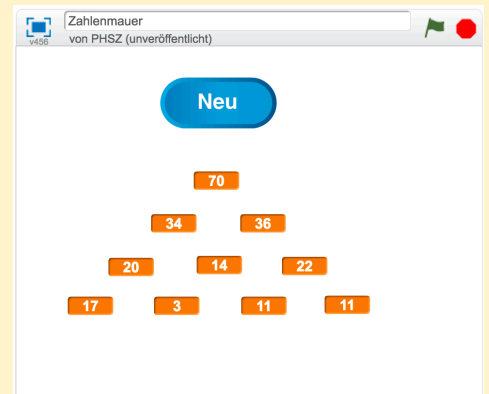 Zahlenmauer
v456
von PHSZ (unveröffentlicht)
Neu
70
34 36
20 14 22
17 3 11 11